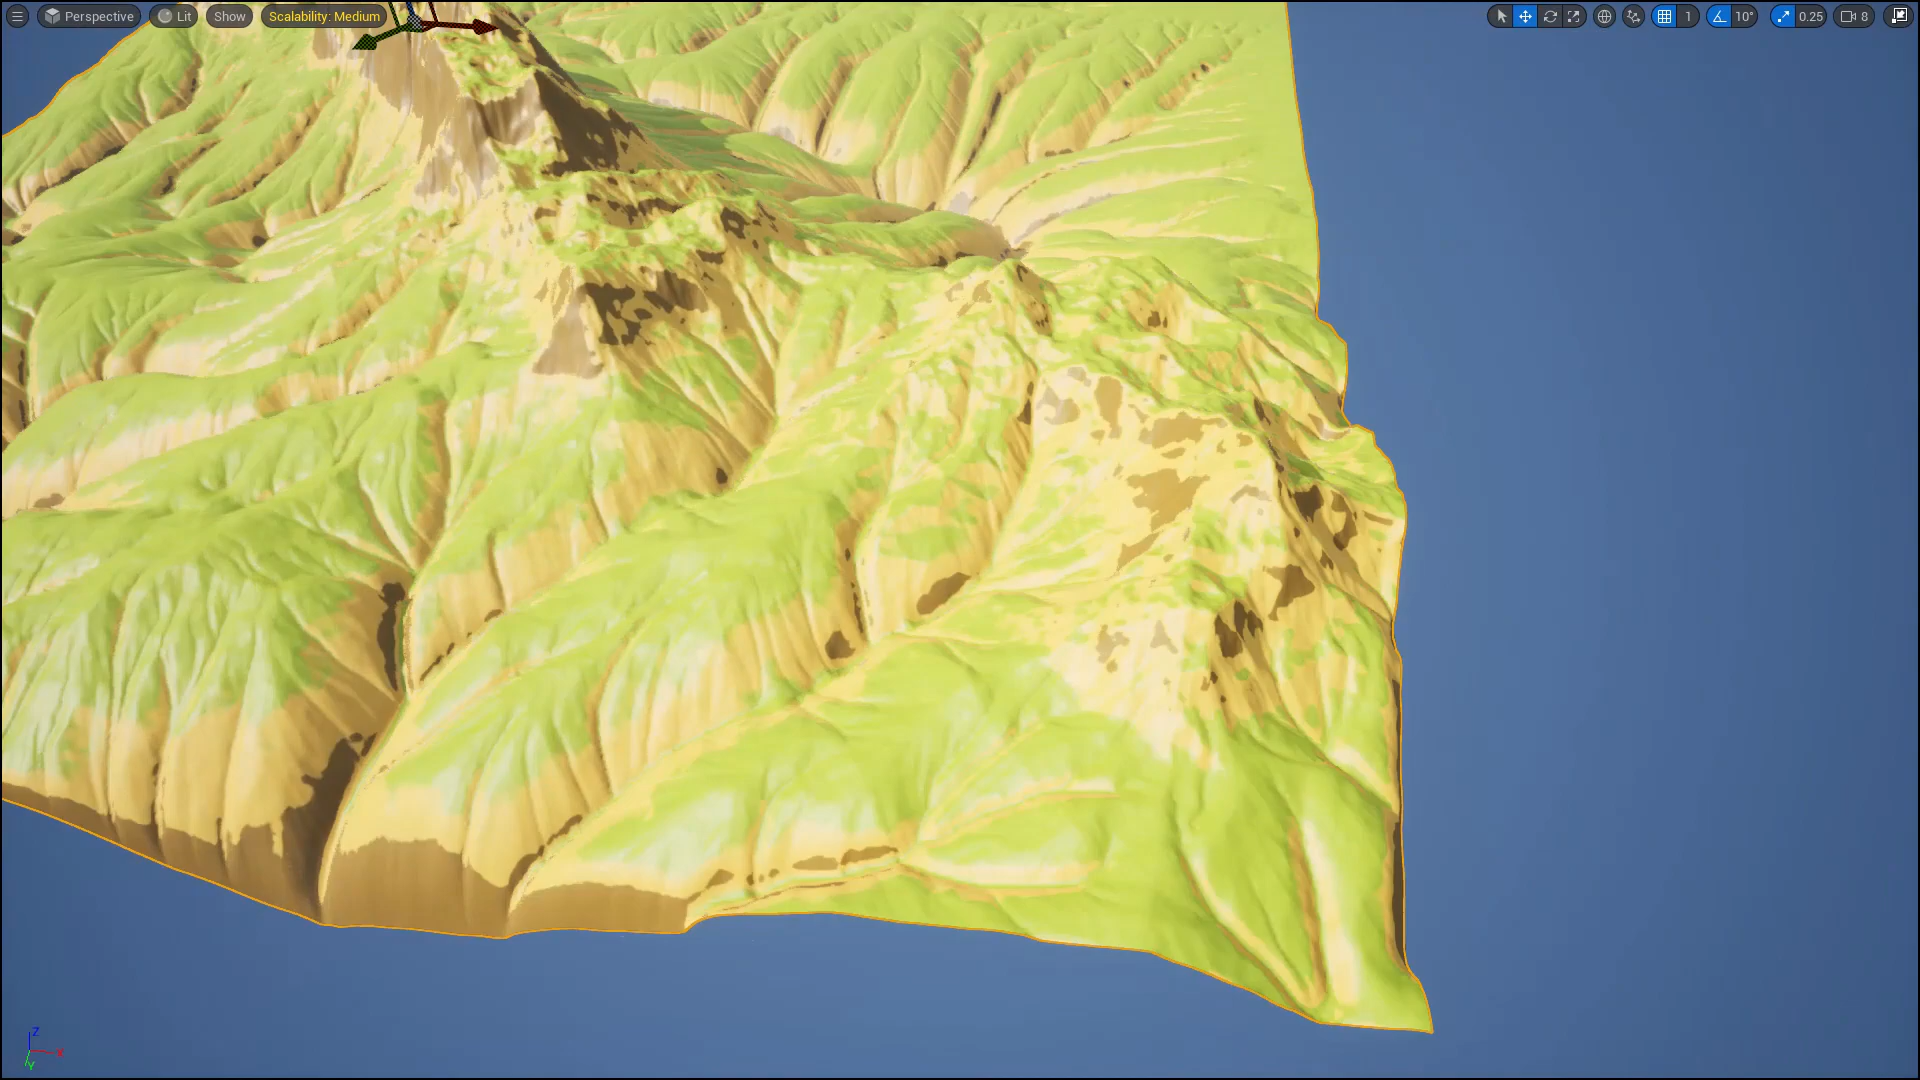 Perspective
Lit
Show
Scalability: Medium
1
10°
0.25
8
Z
X
Y